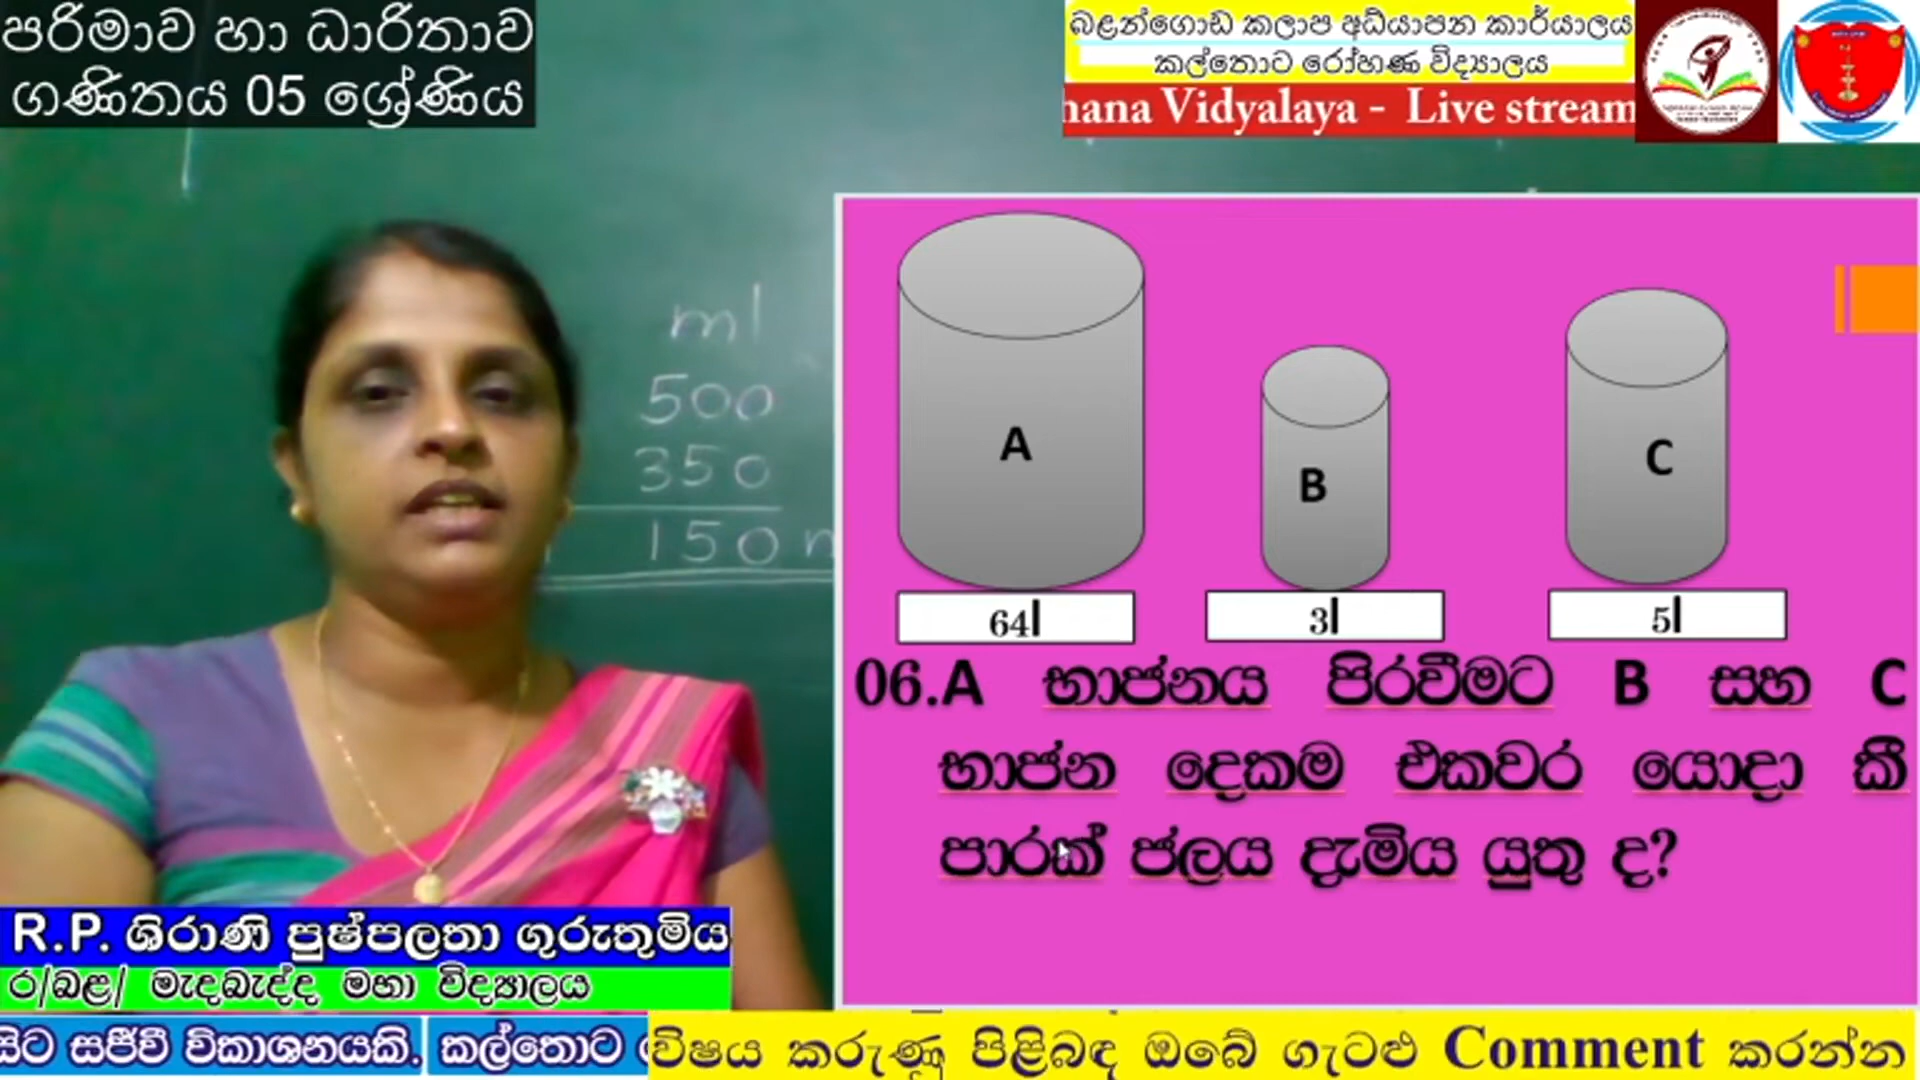 පරිමාව හා ධාරිතාව
ගණිතය 05 ශ්‍රේණිය
බළන්ගොඩ කලාප අධ්‍යාපන කාර්යාලය
කල්තොට රෝහණ විද්‍යාලය
hana Vidyalaya - Live stream
ml
500
350
150
A
B
C
64l
3l
5l
06.A භාජනය පිරවීමට B සහ C
භාජන දෙකම එකවර යොදා කී
පාරක් ජලය දැමිය යුතු ද?
R.P. ශිරාණි පුෂ්පලතා ගුරුතුමිය
ර/බළ/ මැදබැද්ද මහා විද්‍යාලය
සිට සජීවී විකාශනයකි. කල්තොට
විෂය කරුණු පිළිබඳ ඔබේ ගැටළු Comment කරන්න